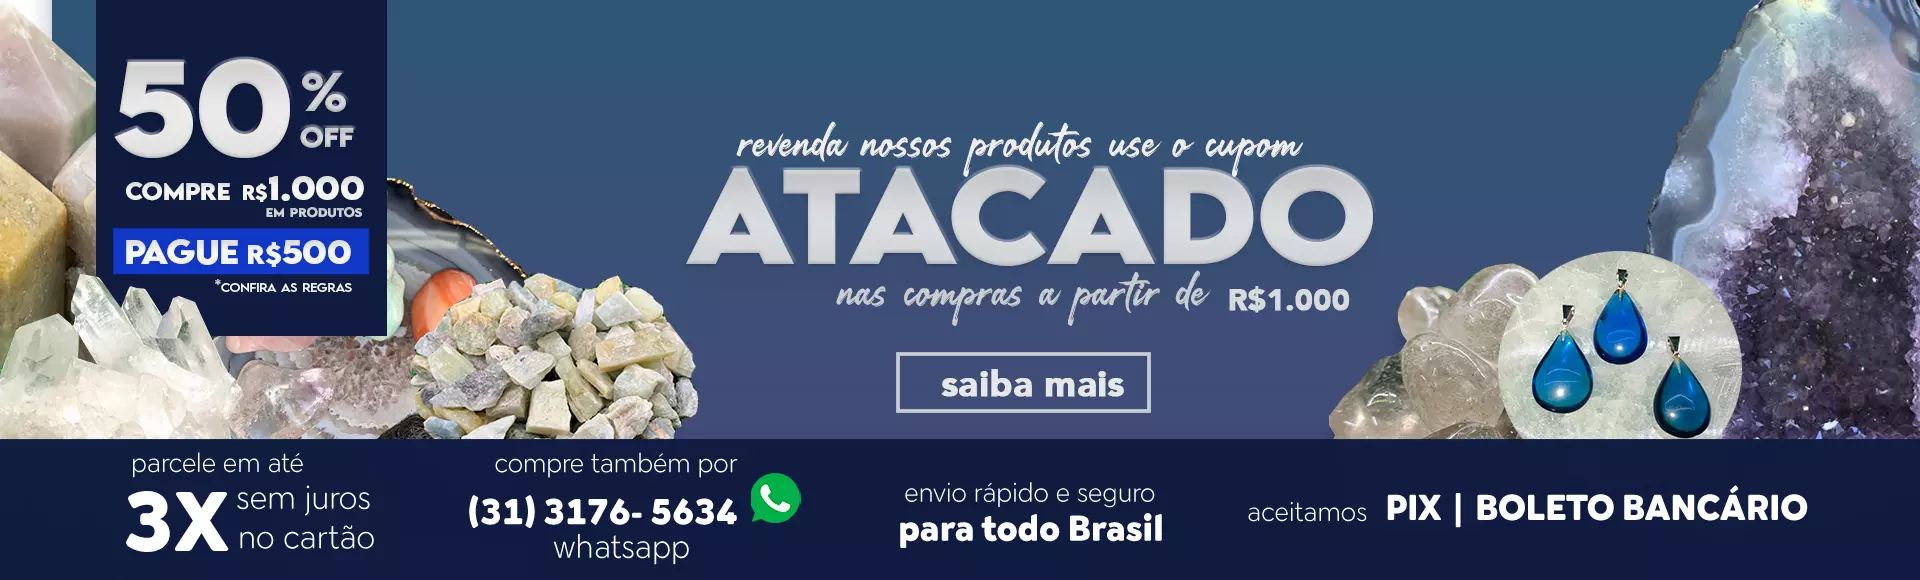 50% OFF
COMPRE R$1.000
EM PRODUTOS
PAGUE R$500
*CONFIRA AS REGRAS
revenda nossos produtos use o cupom
ATACADO
nas compras a partir de R$1.000
saiba mais
parcele em até
3X sem juros
no cartão
compre também por
(31) 3176- 5634
whatsapp
envio rápido e seguro
para todo Brasil
aceitamos PIX | BOLETO BANCÁRIO